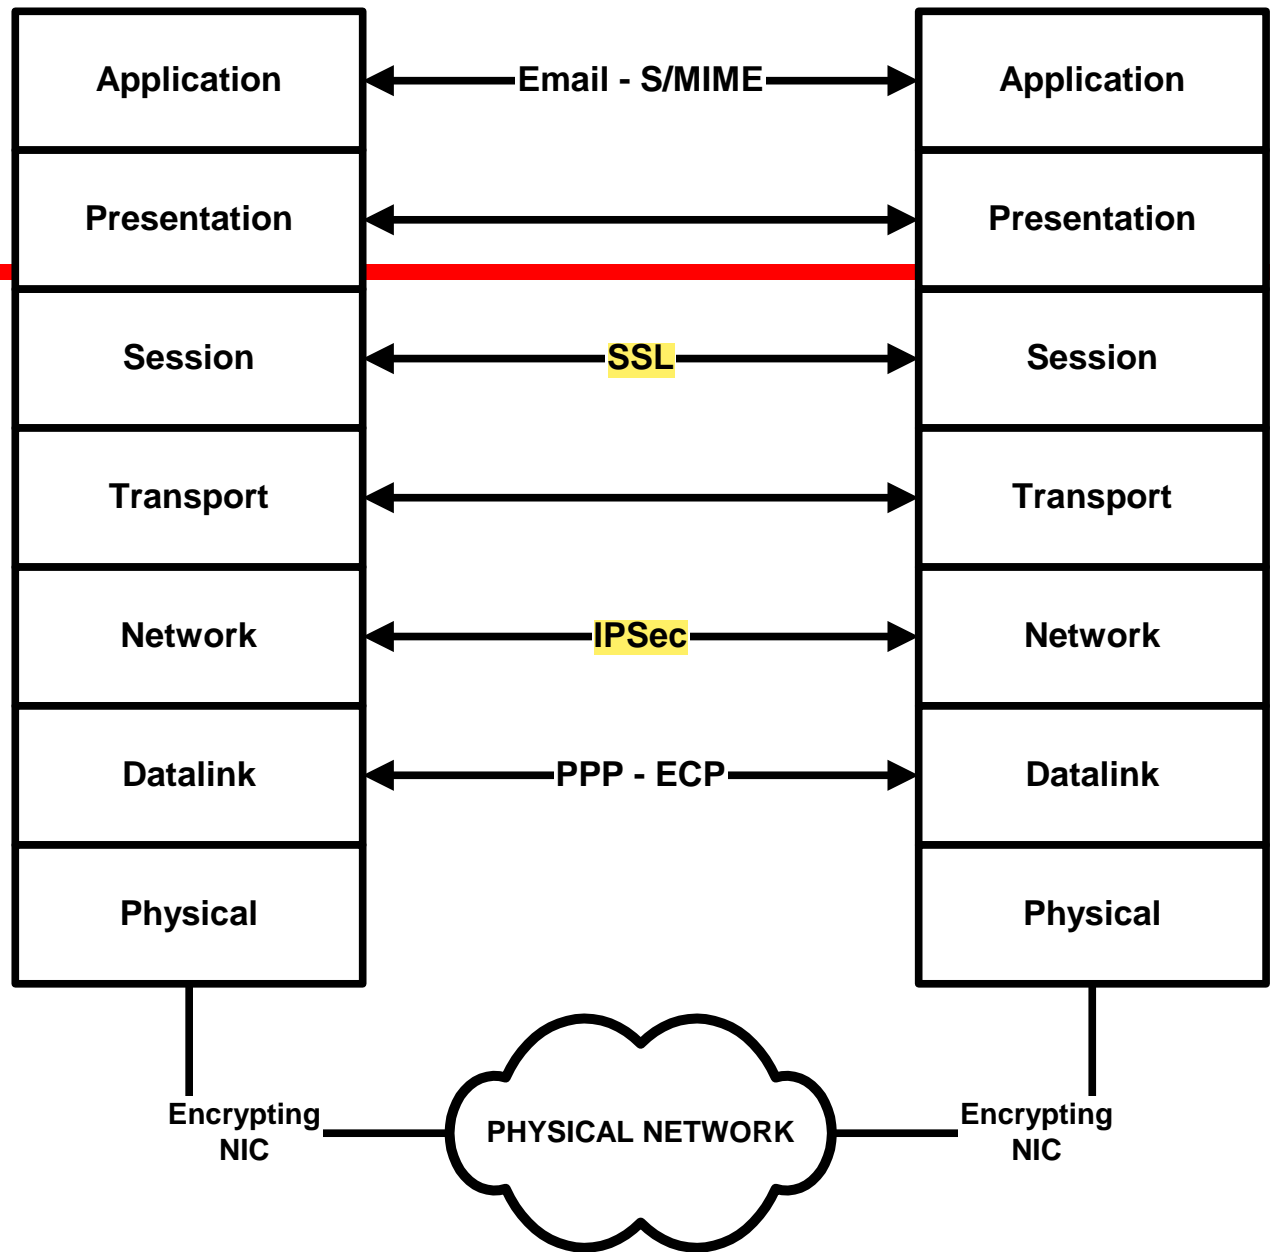 Application
Email - S/MIME
Application
Presentation
Presentation
Session
SSL
Session
Transport
Transport
Network
IPSec
Network
Datalink
PPP - ECP
Datalink
Physical
Physical
Encrypting
NIC
PHYSICAL NETWORK
Encrypting
NIC